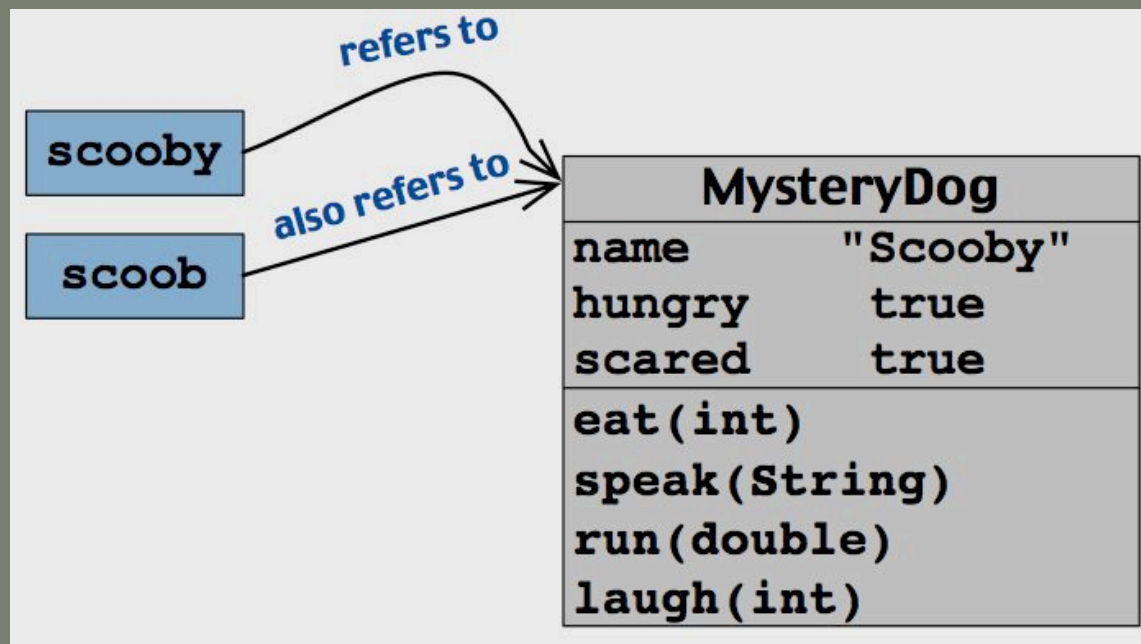 refers to
scooby
also refers to
scoob
MysteryDog
name "Scooby"
hungry true
scared true
eat(int)
speak(String)
run(double)
laugh(int)